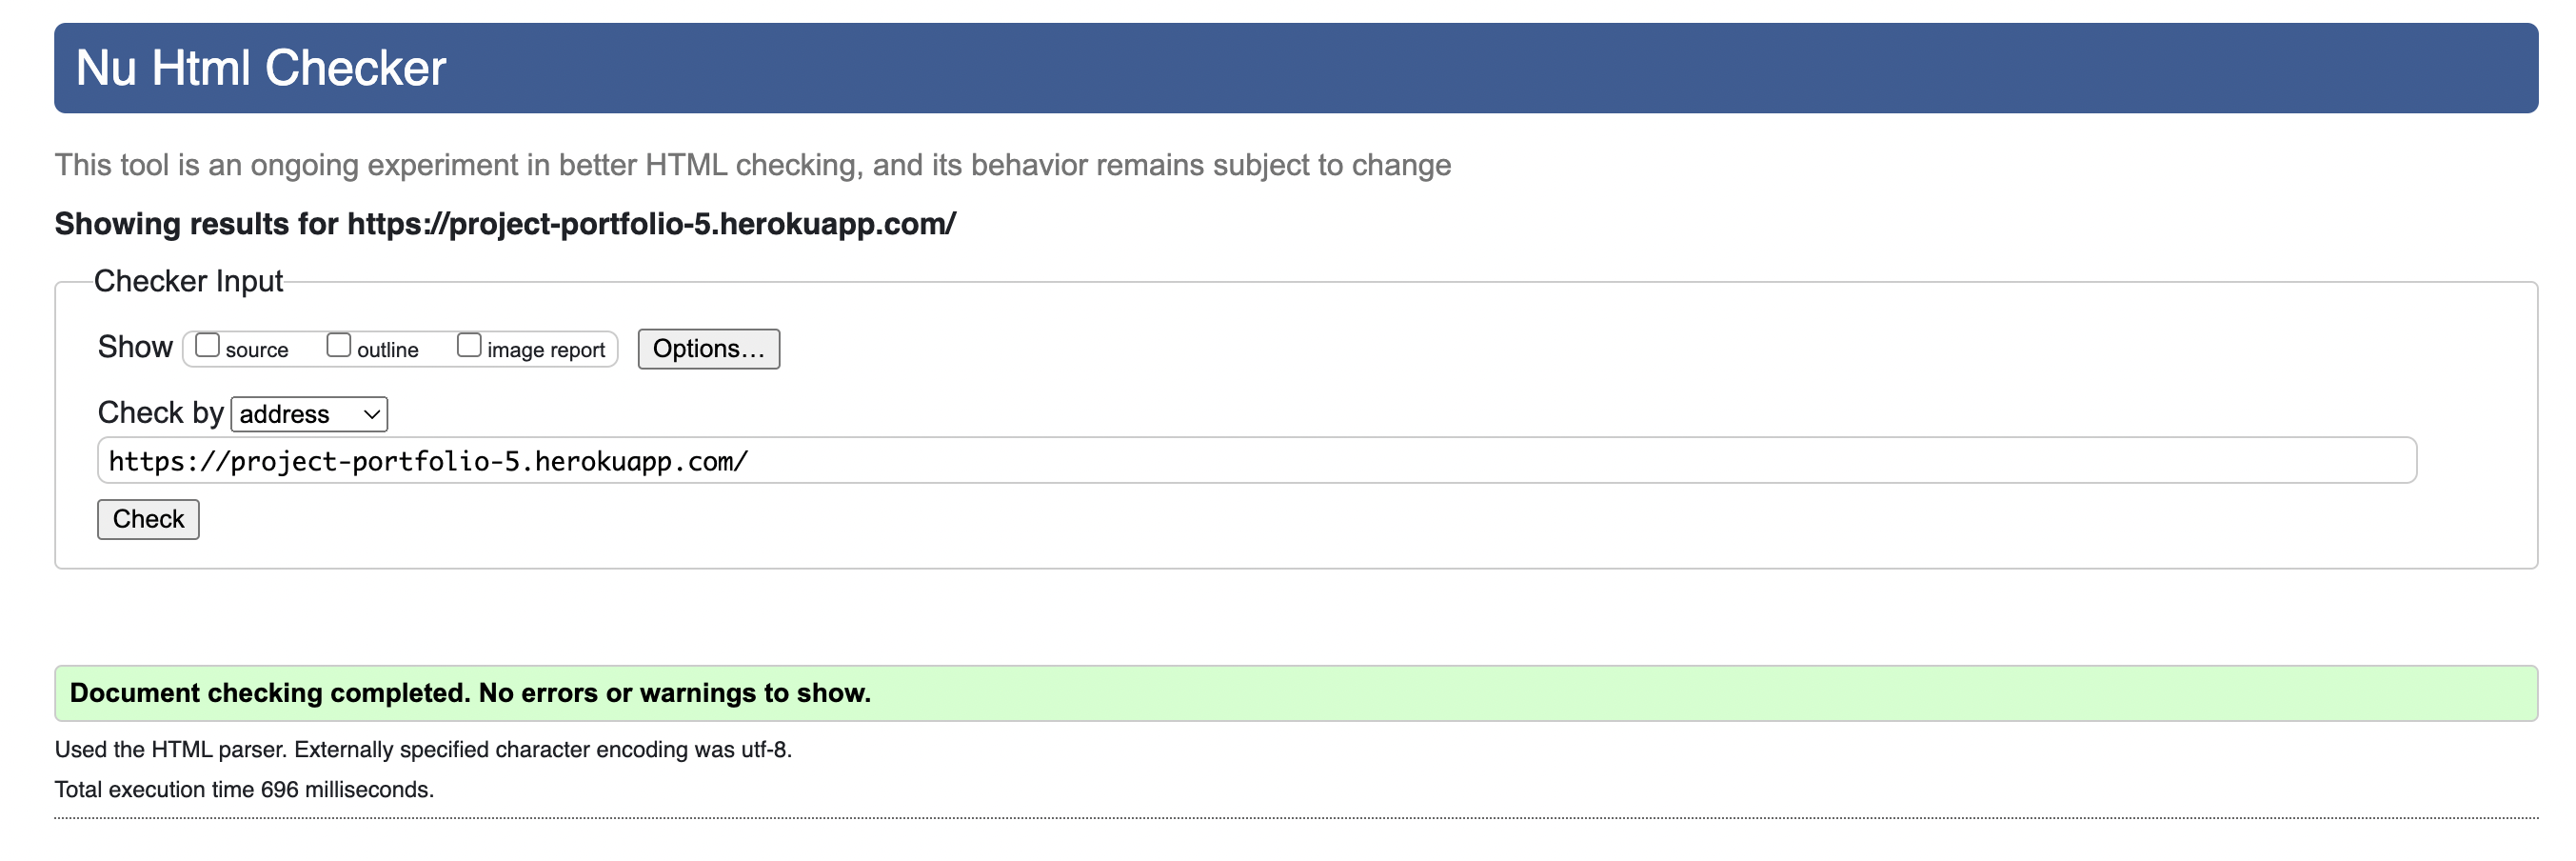 Nu Html Checker
This tool is an ongoing experiment in better HTML checking, and its behavior remains subject to change
Showing results for https://project-portfolio-5.herokuapp.com/
Checker Input
Show source outline image report Options…
Check by address
https://project-portfolio-5.herokuapp.com/
Check
Document checking completed. No errors or warnings to show.
Used the HTML parser. Externally specified character encoding was utf-8.
Total execution time 696 milliseconds.